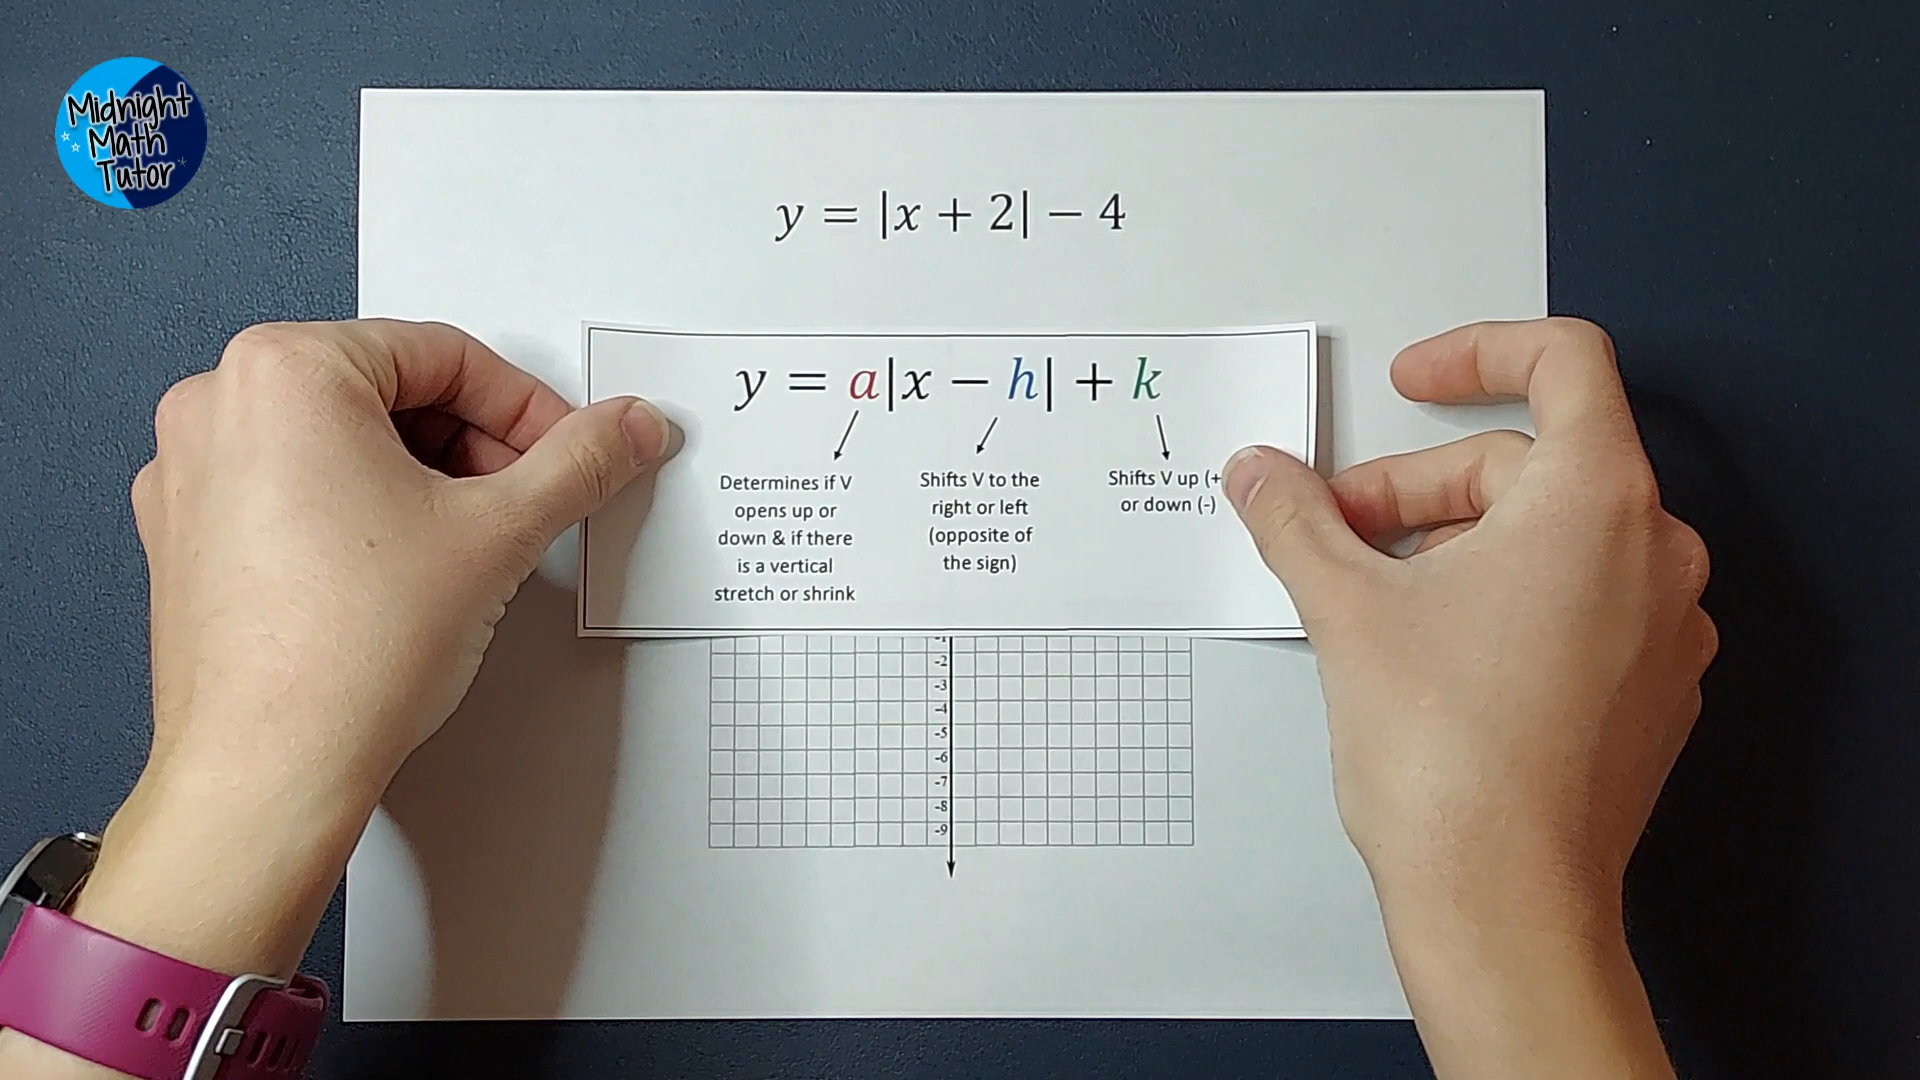 Midnight
Math
Tutor
y = |x + 2| − 4
y = a|x − h| + k
Determines if V
opens up or
down & if there
is a vertical
stretch or shrink
Shifts V to the
right or left
(opposite of
the sign)
Shifts V up (+
or down (-)
-1
-2
-3
-4
-5
-6
-7
-8
-9